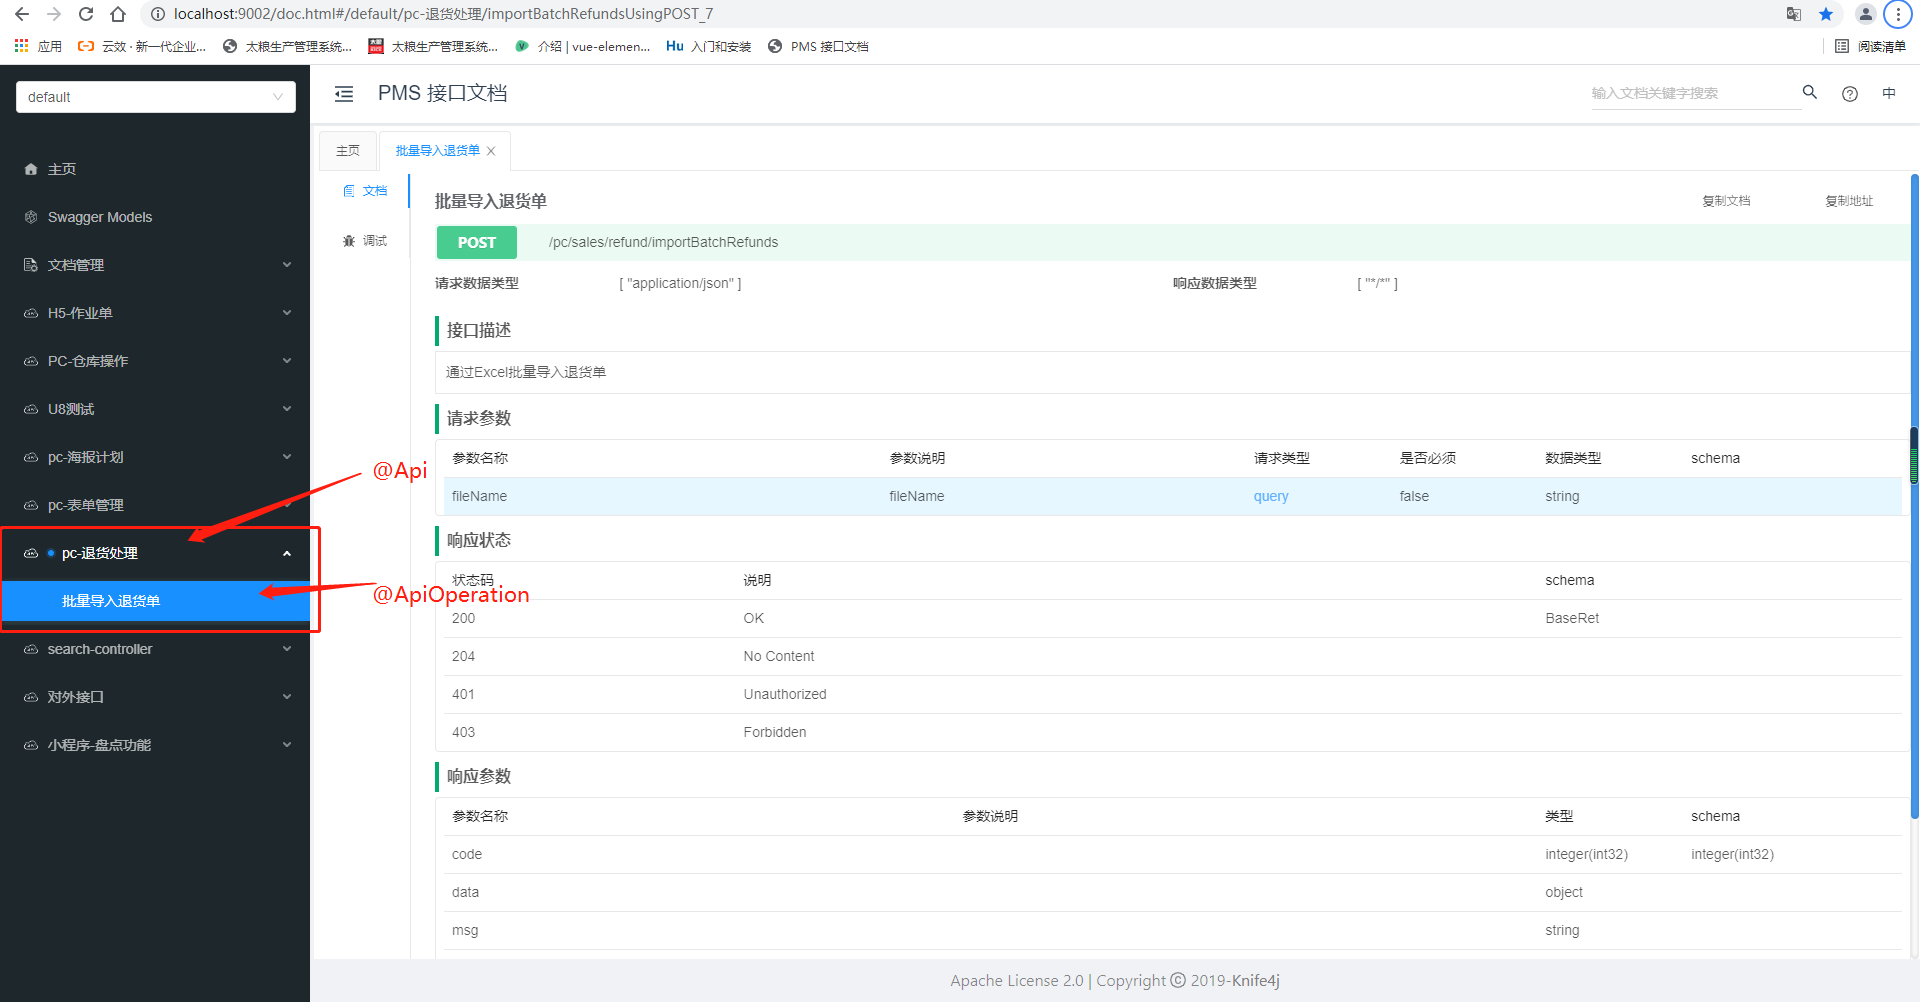 localhost:9002/doc.html#/default/pc-退货处理/importBatchRefundsUsingPOST_7
应用 云效 · 新一代企业... 太粮生产管理系统... 太粮生产管理系统... 介绍 | vue-elemen... Hu 入门和安装 PMS 接口文档 阅读清单
default
PMS 接口文档
输入文档关键字搜索
中
主页
批量导入退货单
主页
Swagger Models
文档管理
H5-作业单
PC-仓库操作
U8测试
pc-海报计划
pc-表单管理
pc-退货处理
批量导入退货单
search-controller
对外接口
小程序-盘点功能
@Api
@ApiOperation
文档
调试
批量导入退货单
复制文档
复制地址
POST /pc/sales/refund/importBatchRefunds
请求数据类型 [ "application/json" ] 响应数据类型 [ "*/*" ]
接口描述
通过Excel批量导入退货单
请求参数
参数名称 参数说明 请求类型 是否必须 数据类型 schema
fileName fileName query false string
响应状态
状态码 说明 schema
200 OK BaseRet
204 No Content
401 Unauthorized
403 Forbidden
响应参数
参数名称 参数说明 类型 schema
code integer(int32) integer(int32)
data object
msg string
Apache License 2.0 | Copyright © 2019-Knife4j